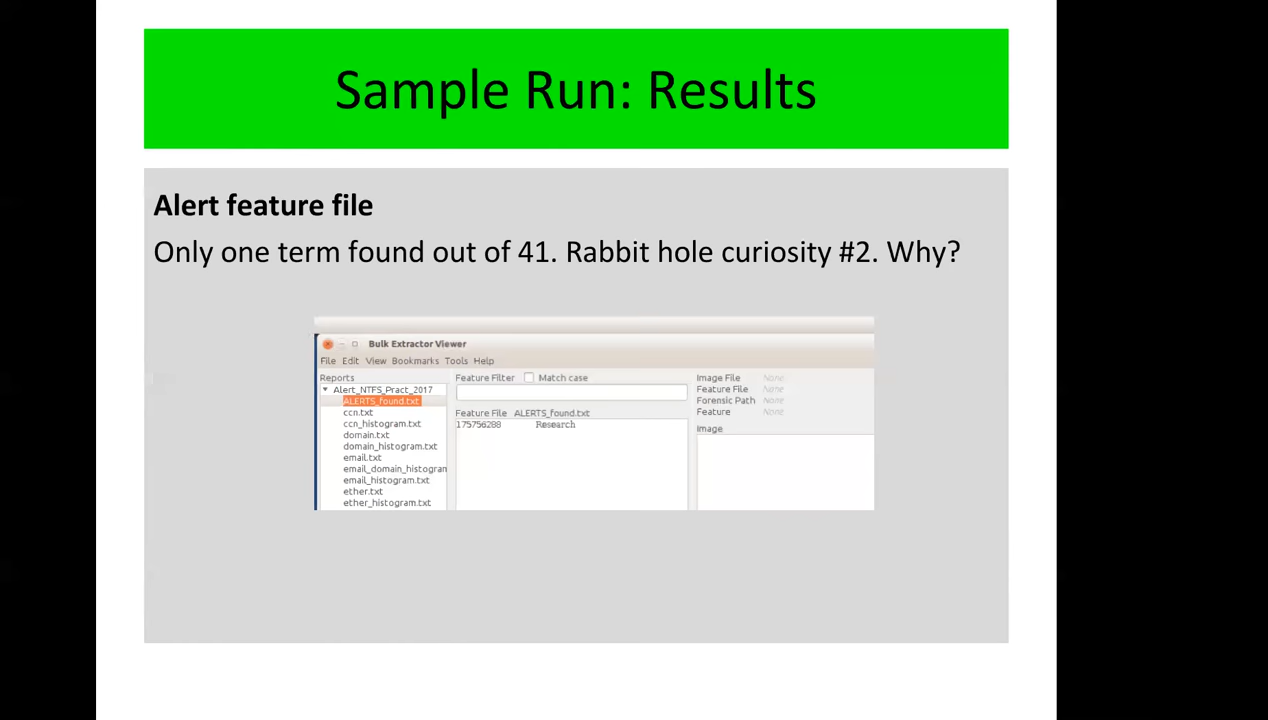 Sample Run: Results
Alert feature file
Only one term found out of 41. Rabbit hole curiosity #2. Why?
Bulk Extractor Viewer
File Edit View Bookmarks Tools Help
Reports
Alert_NTFS_Pract_2017
ALERTS_found.txt
ccn.txt
ccn_histogram.txt
domain.txt
domain_histogram.txt
email.txt
email_domain_histogran
email_histogram.txt
ether.txt
ether_histogram.txt
Feature Filter Match case
Feature File ALERTS_found.txt
175756288 Research
Image File None
Feature File None
Forensic Path None
Feature None
Image